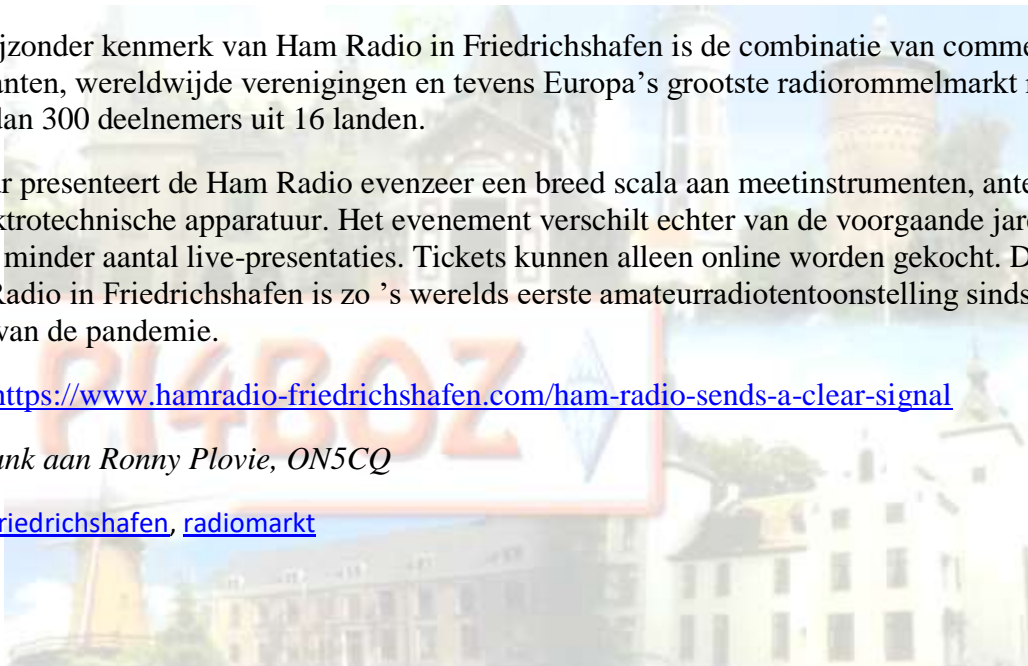 ijzonder kenmerk van Ham Radio in Friedrichshafen is de combinatie van comme
anten, wereldwijde verenigingen en tevens Europa’s grootste radiorommelmarkt
dan 300 deelnemers uit 16 landen.
r presenteert de Ham Radio evenzeer een breed scala aan meetinstrumenten, ante
ktrotechnische apparatuur. Het evenement verschilt echter van de voorgaande jar
minder aantal live-presentaties. Tickets kunnen alleen online worden gekocht. D
Radio in Friedrichshafen is zo ’s werelds eerste amateurradiotentoonstelling sinds
van de pandemie.
https://www.hamradio-friedrichshafen.com/ham-radio-sends-a-clear-signal
nk aan Ronny Plovie, ON5CQ
riedrichshafen, radiomarkt
PI4BOZ